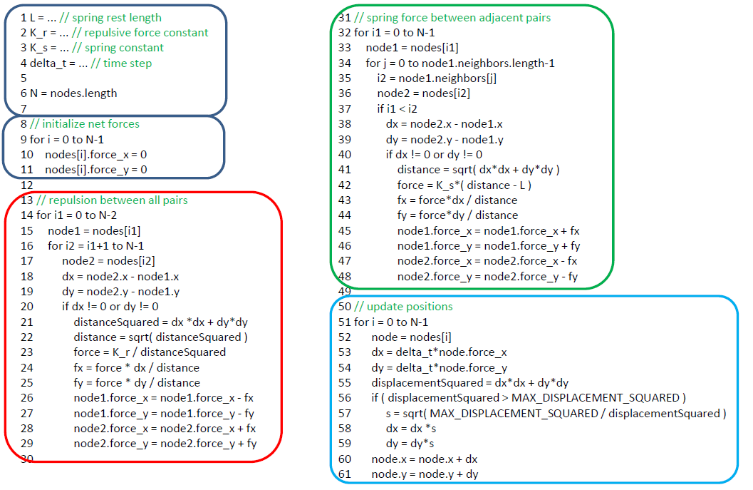 1 L = ... // spring rest length
2 K_r = ... // repulsive force constant
3 K_s = ... // spring constant
4 delta_t = ... // time step
5
6 N = nodes.length
7
8 // initialize net forces
9 for i = 0 to N-1
10 nodes[i].force_x = 0
11 nodes[i].force_y = 0
12
13 // repulsion between all pairs
14 for i1 = 0 to N-2
15 node1 = nodes[i1]
16 for i2 = i1+1 to N-1
17 node2 = nodes[i2]
18 dx = node2.x - node1.x
19 dy = node2.y - node1.y
20 if dx != 0 or dy != 0
21 distanceSquared = dx *dx + dy*dy
22 distance = sqrt( distanceSquared )
23 force = K_r / distanceSquared
24 fx = force * dx / distance
25 fy = force * dy / distance
26 node1.force_x = node1.force_x - fx
27 node1.force_y = node1.force_y - fy
28 node2.force_x = node2.force_x + fx
29 node2.force_y = node2.force_y + fy
30
31 // spring force between adjacent pairs
32 for i1 = 0 to N-1
33 node1 = nodes[i1]
34 for j = 0 to node1.neighbors.length-1
35 i2 = node1.neighbors[j]
36 node2 = nodes[i2]
37 if i1 < i2
38 dx = node2.x - node1.x
39 dy = node2.y - node1.y
40 if dx != 0 or dy != 0
41 distance = sqrt( dx*dx + dy*dy )
42 force = K_s*( distance - L )
43 fx = force*dx / distance
44 fy = force*dy / distance
45 node1.force_x = node1.force_x + fx
46 node1.force_y = node1.force_y + fy
47 node2.force_x = node2.force_x - fx
48 node2.force_y = node2.force_y - fy
49
50 // update positions
51 for i = 0 to N-1
52 node = nodes[i]
53 dx = delta_t*node.force_x
54 dy = delta_t*node.force_y
55 displacementSquared = dx*dx + dy*dy
56 if ( displacementSquared > MAX_DISPLACEMENT_SQUARED )
57 s = sqrt( MAX_DISPLACEMENT_SQUARED / displacementSquared )
58 dx = dx *s
59 dy = dy*s
60 node.x = node.x + dx
61 node.y = node.y + dy